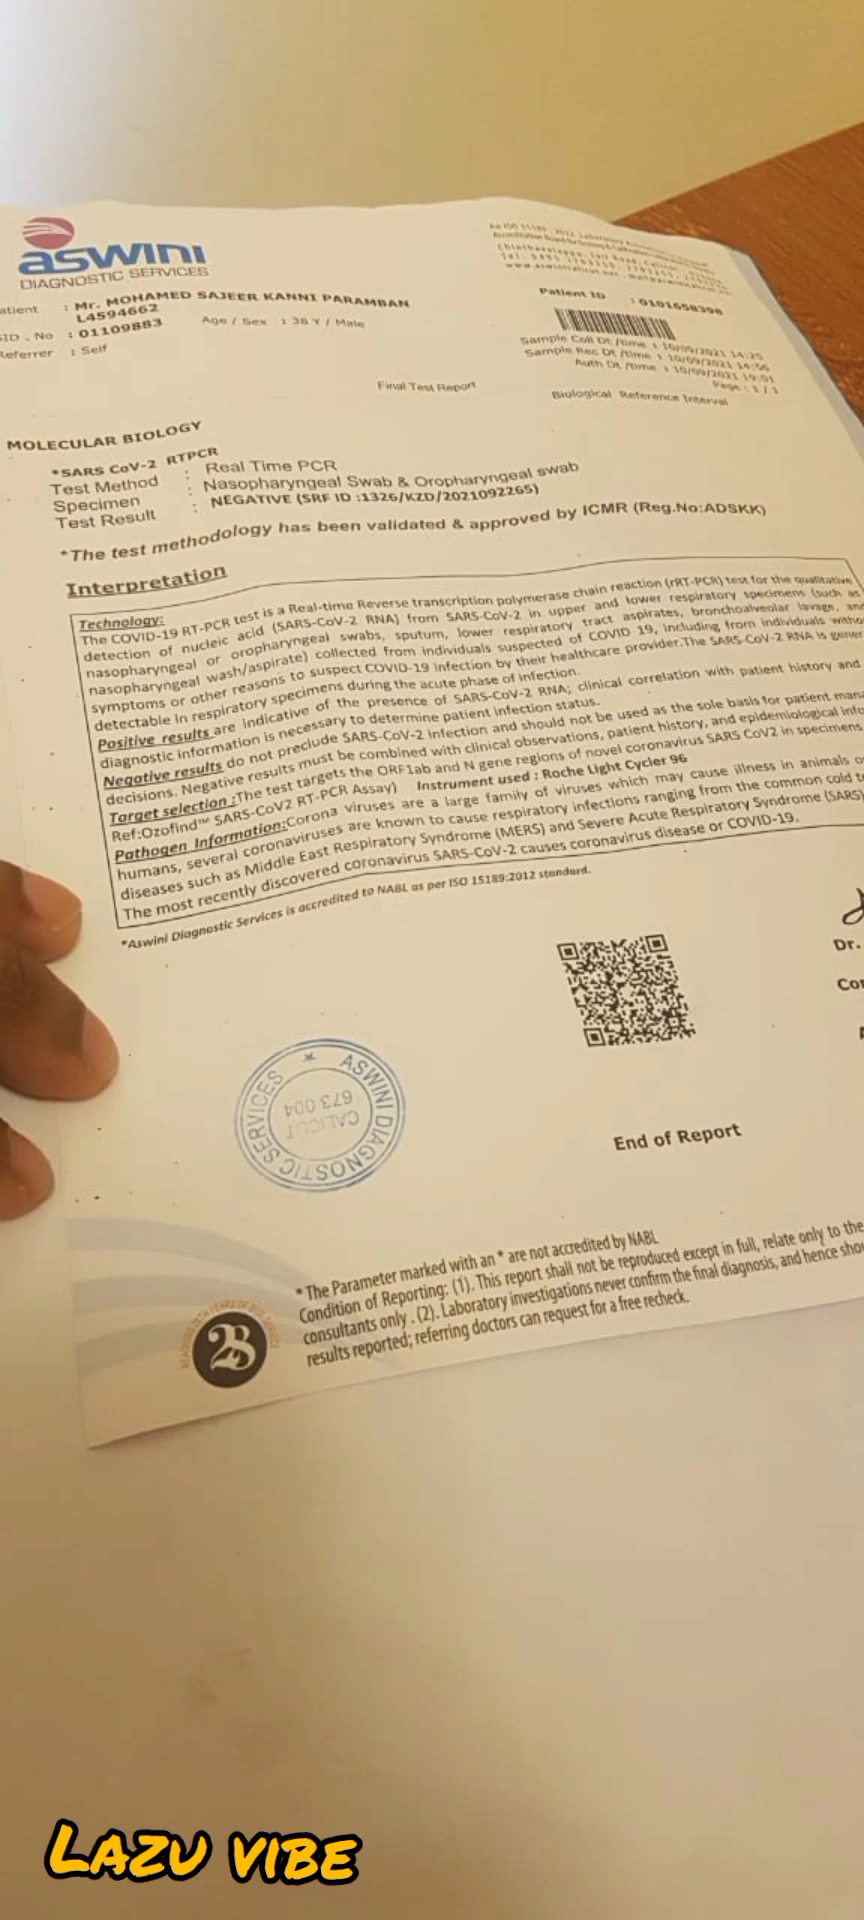 aswini
DIAGNOSTIC SERVICES
An ISO 15189 : 2012 Laboratory
Patient ID : 0101658398
atient : Mr. MOHAMED SAJEER KANNI PARAMBAN
L4594662
SID . No : 01109883 Age / Sex : 38 Y / Male
Referrer : Self
Sample Coll Dt /time : 10/09/2021 14:25
Sample Rec Dt /time : 10/09/2021 14:56
Auth Dt /time : 10/09/2021 19:01
Page : 1 / 1
Final Test Report
Biological Reference Interval
MOLECULAR BIOLOGY
*SARS CoV-2 RTPCR
Test Method : Real Time PCR
Specimen : Nasopharyngeal Swab & Oropharyngeal swab
Test Result : NEGATIVE (SRF ID :1326/KZD/2021092265)
*The test methodology has been validated & approved by ICMR (Reg.No:ADSKK)
Interpretation
Technology:
The COVID-19 RT-PCR test is a Real-time Reverse transcription polymerase chain reaction (rRT-PCR) test for the qualitative
detection of nucleic acid (SARS-CoV-2 RNA) from SARS-CoV-2 in upper and lower respiratory specimens (such as
nasopharyngeal or oropharyngeal swabs, sputum, lower respiratory tract aspirates, bronchoalveolar lavage, and
nasopharyngeal wash/aspirate) collected from individuals suspected of COVID 19, including from individuals witho
symptoms or other reasons to suspect COVID-19 infection by their healthcare provider.The SARS-CoV-2 RNA is gener
detectable in respiratory specimens during the acute phase of infection.
Positive results are indicative of the presence of SARS-CoV-2 RNA; clinical correlation with patient history and
diagnostic information is necessary to determine patient infection status.
Negative results do not preclude SARS-CoV-2 infection and should not be used as the sole basis for patient mana
decisions. Negative results must be combined with clinical observations, patient history, and epidemiological info
Target selection :The test targets the ORF1ab and N gene regions of novel coronavirus SARS CoV2 in specimens
Ref:Ozofind™ SARS-CoV2 RT-PCR Assay) Instrument used : Roche Light Cycler 96
Pathogen Information:Corona Viruses are a large family of viruses which may cause illness in animals o
humans, several coronaviruses are known to cause respiratory infections ranging from the common cold t
diseases such as Middle East Respiratory Syndrome (MERS) and Severe Acute Respiratory Syndrome (SARS)
The most recently discovered coronavirus SARS-CoV-2 causes coronavirus disease or COVID-19.
*Aswini Diagnostic Services is accredited to NABL as per ISO 15189:2012 standard.
Dr.
Cor
ASWINI DIAGNOSTIC SERVICES
CALICUT
673 004
End of Report
* The Parameter marked with an * are not accredited by NABL
Condition of Reporting: (1). This report shall not be reproduced except in full, relate only to the
consultants only . (2). Laboratory investigations never confirm the final diagnosis, and hence shou
results reported; referring doctors can request for a free recheck.
LAZU VIBE